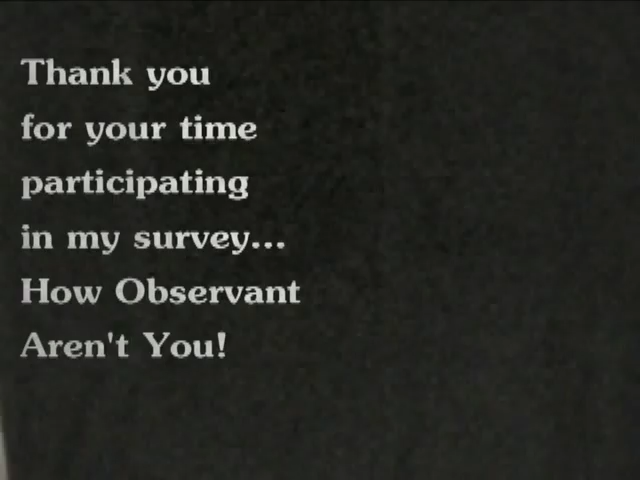 Thank you
for your time
participating
in my survey...
How Observant
Aren't You!